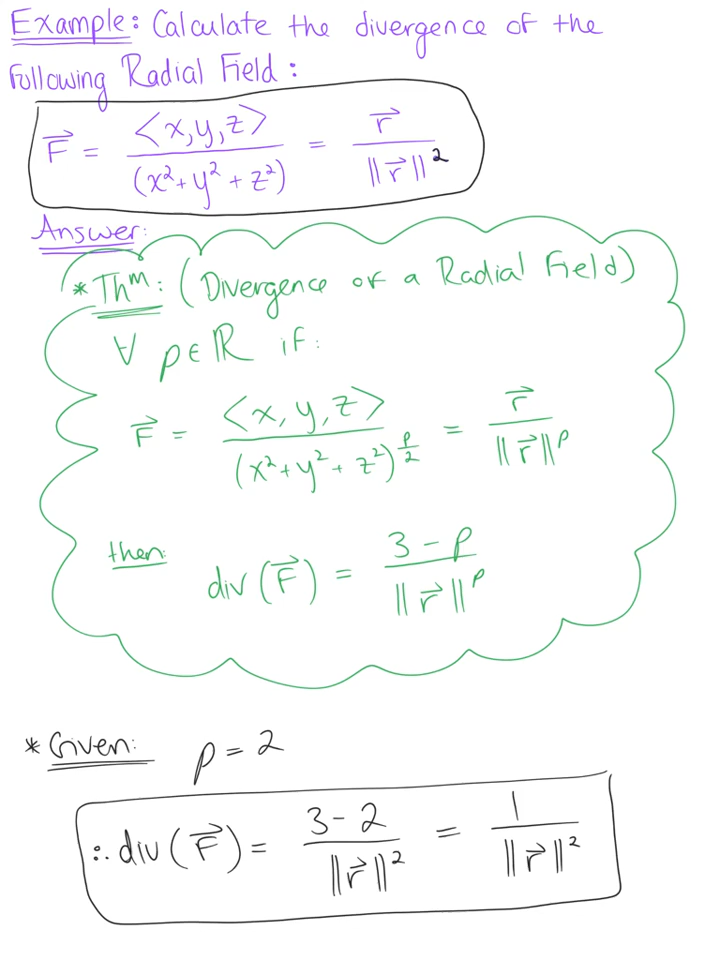 Example: Calculate the divergence of the
following Radial Field:
F⃗ = <x,y,z> / (x²+y²+z²) = r⃗ / ||r⃗||²
Answer:
*Thᵐ: (Divergence of a Radial Field)
∀ p∈ℝ if:
F⃗ = <x,y,z> / (x²+y²+z²)^(p/2) = r⃗ / ||r⃗||^p
then: div(F⃗) = 3-p / ||r⃗||^p
*Given: p=2
∴ div(F⃗) = 3-2 / ||r⃗||² = 1 / ||r⃗||²